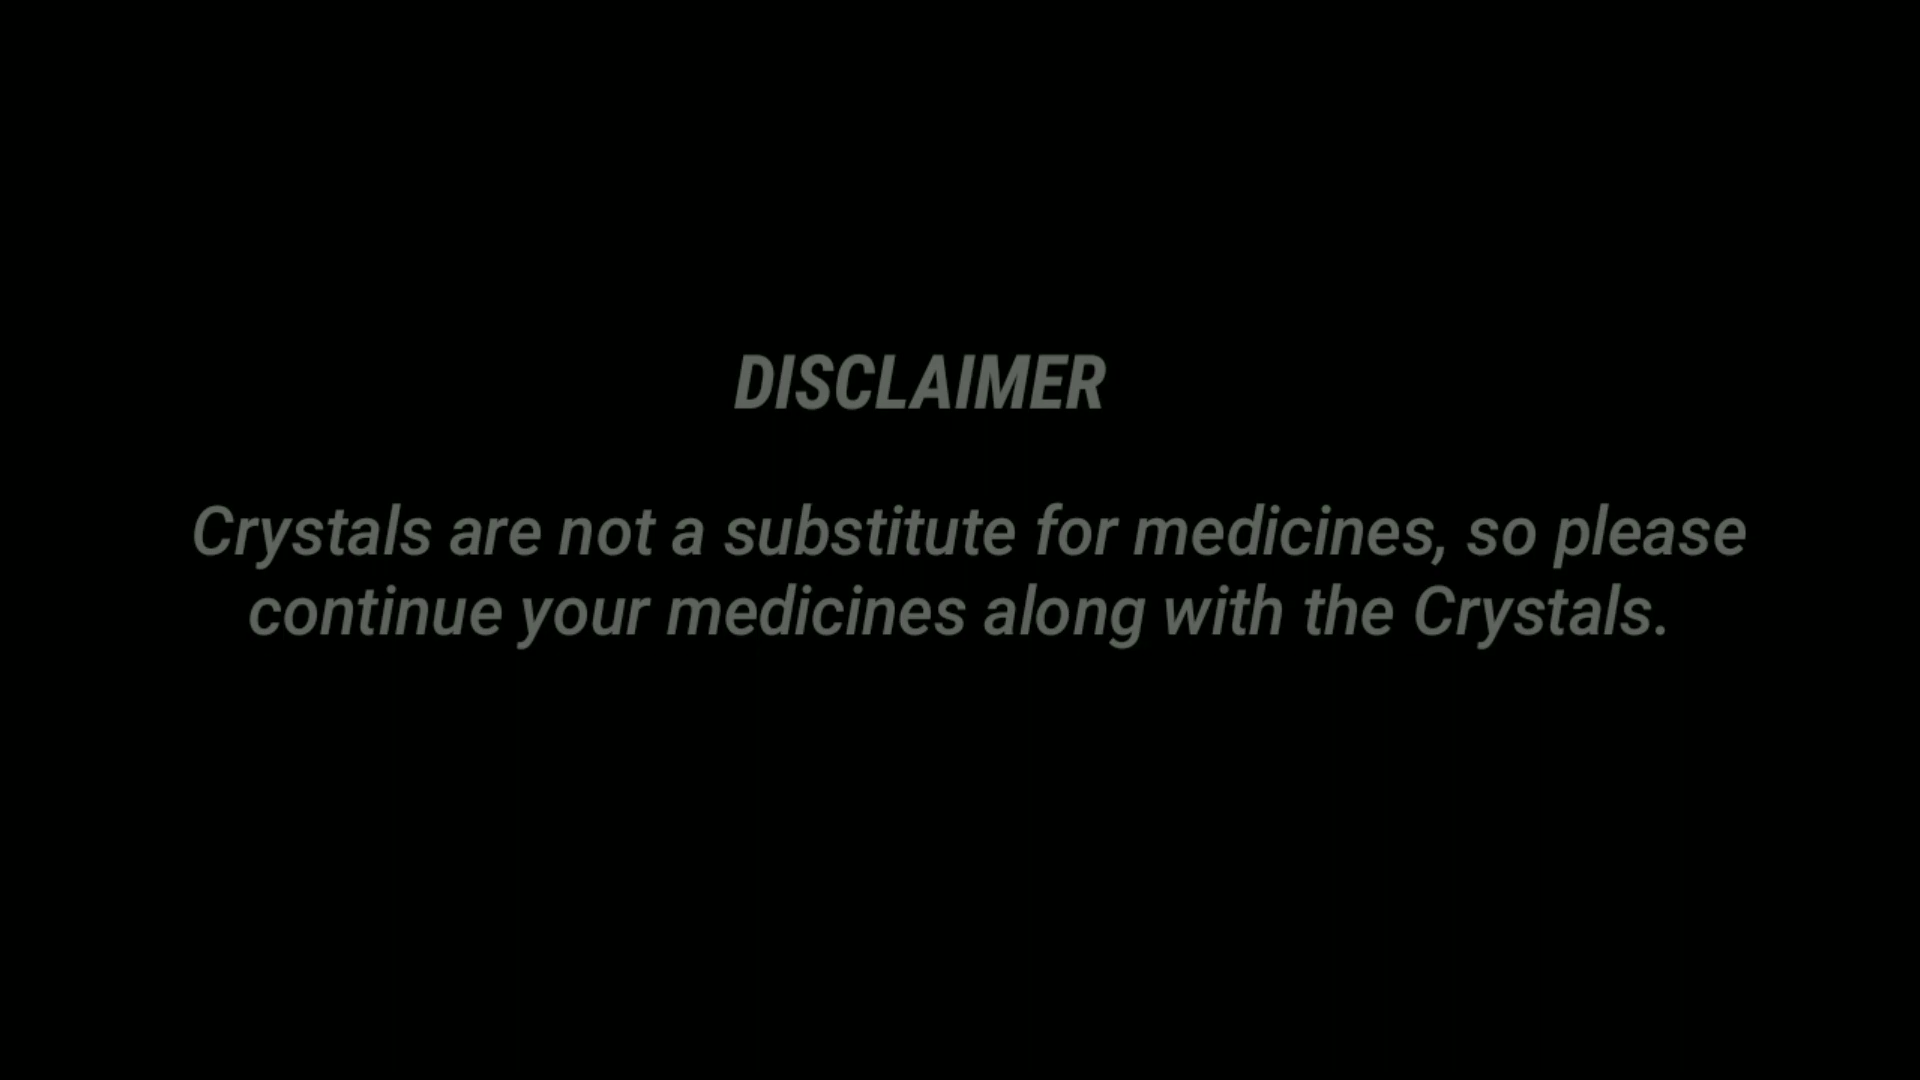 DISCLAIMER
Crystals are not a substitute for medicines, so please
continue your medicines along with the Crystals.